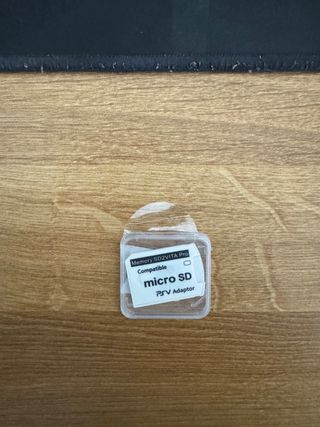 Memory SD2VITA Pro
Compatible
micro SD
PSV Adaptor